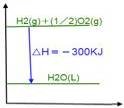 H2(g)+(1/2)O2(g)
△H=-300KJ
H2O(L)